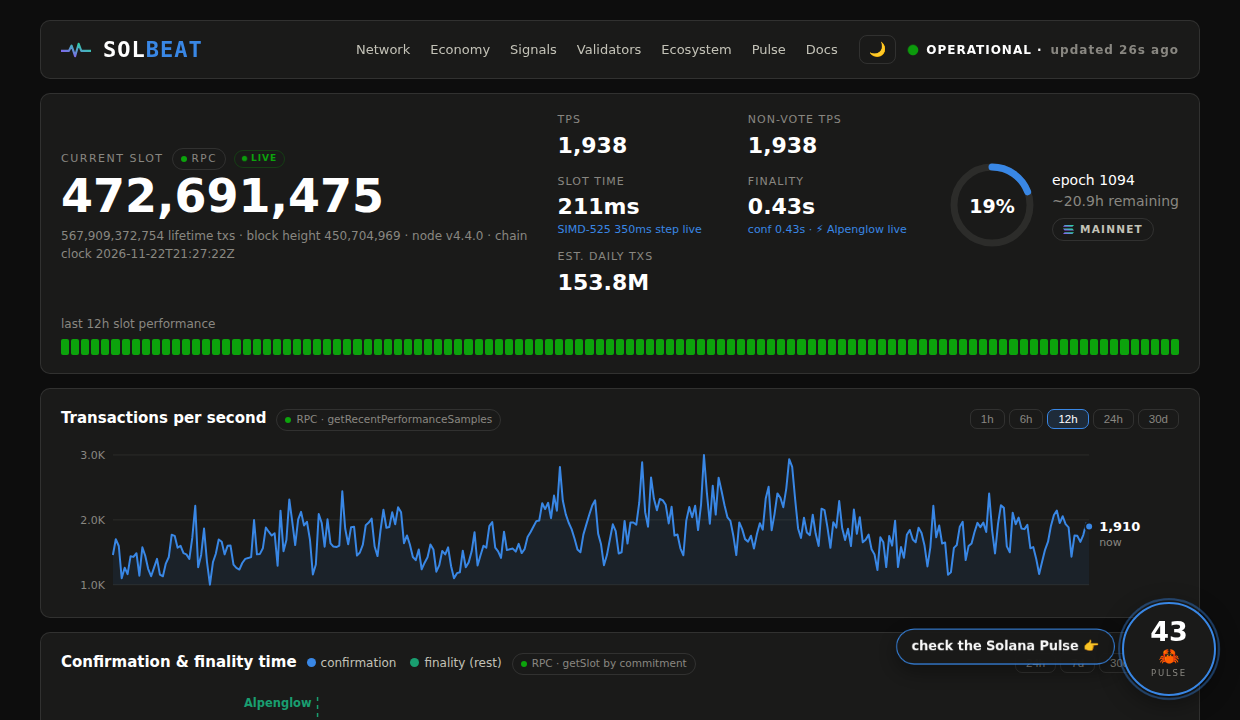 SOLBEAT
Network Economy Signals Validators Ecosystem Pulse Docs
OPERATIONAL · updated 26s ago
CURRENT SLOT RPC LIVE
472,691,475
567,909,372,754 lifetime txs · block height 450,704,969 · node v4.4.0 · chain
clock 2026-11-22T21:27:22Z
TPS
1,938
NON-VOTE TPS
1,938
SLOT TIME
211ms
SIMD-525 350ms step live
FINALITY
0.43s
conf 0.43s · ⚡ Alpenglow live
EST. DAILY TXS
153.8M
19%
epoch 1094
~20.9h remaining
MAINNET
last 12h slot performance
Transactions per second RPC · getRecentPerformanceSamples
1h 6h 12h 24h 30d
3.0K
2.0K
1.0K
1,910
now
Confirmation & finality time confirmation finality (rest) RPC · getSlot by commitment
Alpenglow
check the Solana Pulse 👉
43
PULSE